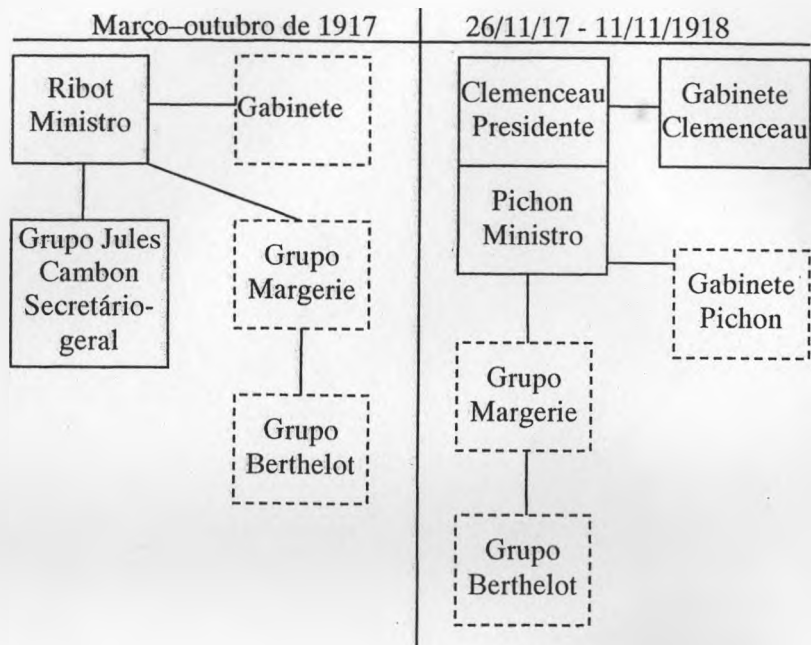 Março–outubro de 1917
Ribot
Ministro
Gabinete
Grupo Jules
Cambon
Secretário-
geral
Grupo
Margerie
Grupo
Berthelot
26/11/17 - 11/11/1918
Clemenceau
Presidente
Gabinete
Clemenceau
Pichon
Ministro
Gabinete
Pichon
Grupo
Margerie
Grupo
Berthelot